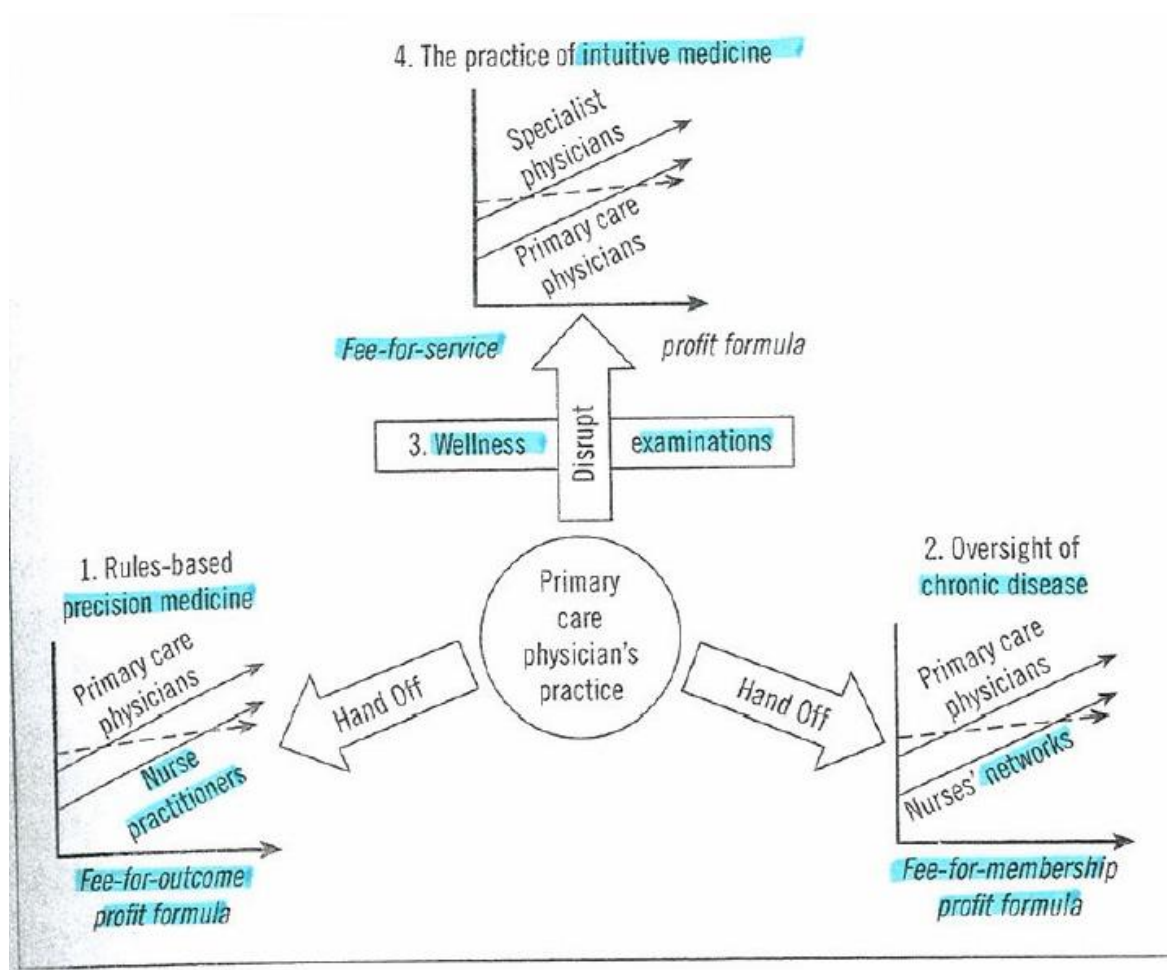 4. The practice of intuitive medicine
Specialist
physicians
Primary care
physicians
Fee-for-service
profit formula
Disrupt
3. Wellness
examinations
1. Rules-based
precision medicine
Primary care
physicians
Nurse
practitioners
Fee-for-outcome
profit formula
Hand Off
Primary
care
physician's
practice
Hand Off
2. Oversight of
chronic disease
Primary care
physicians
Nurses' networks
Fee-for-membership
profit formula